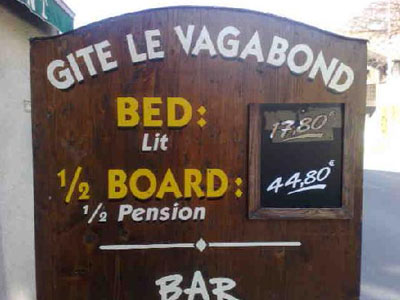 GITE LE VAGABOND
BED: 17,80€
Lit
1/2 BOARD: 44,80€
1/2 Pension
BAR